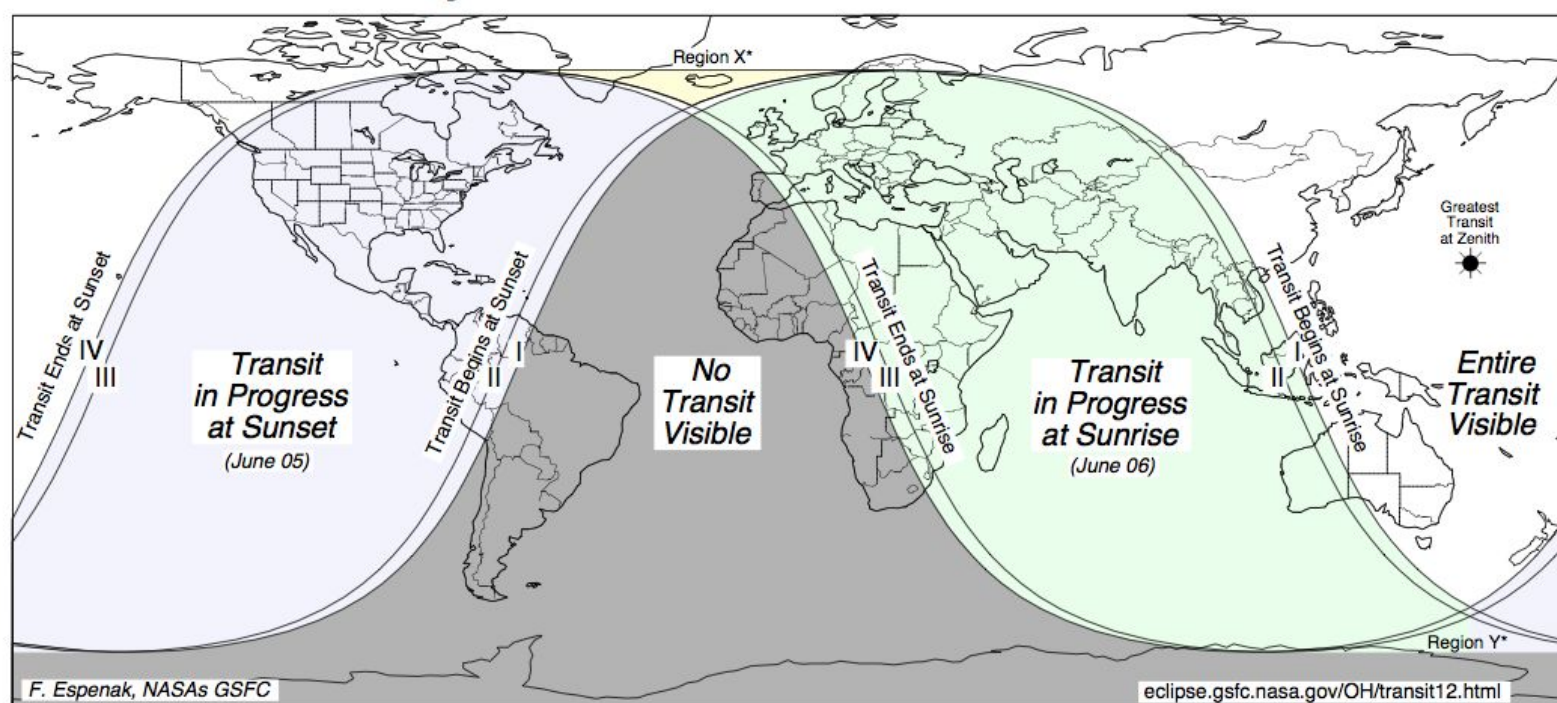 Region X*
Greatest
Transit
at Zenith
Transit Ends at Sunset
IV
III
Transit
in Progress
at Sunset
(June 05)
Transit Begins at Sunset
I
II
No
Transit
Visible
IV
III
Transit Ends at Sunrise
Transit
in Progress
at Sunrise
(June 06)
I
II
Transit Begins at Sunrise
Entire
Transit
Visible
Region Y*
F. Espenak, NASAs GSFC
eclipse.gsfc.nasa.gov/OH/transit12.html